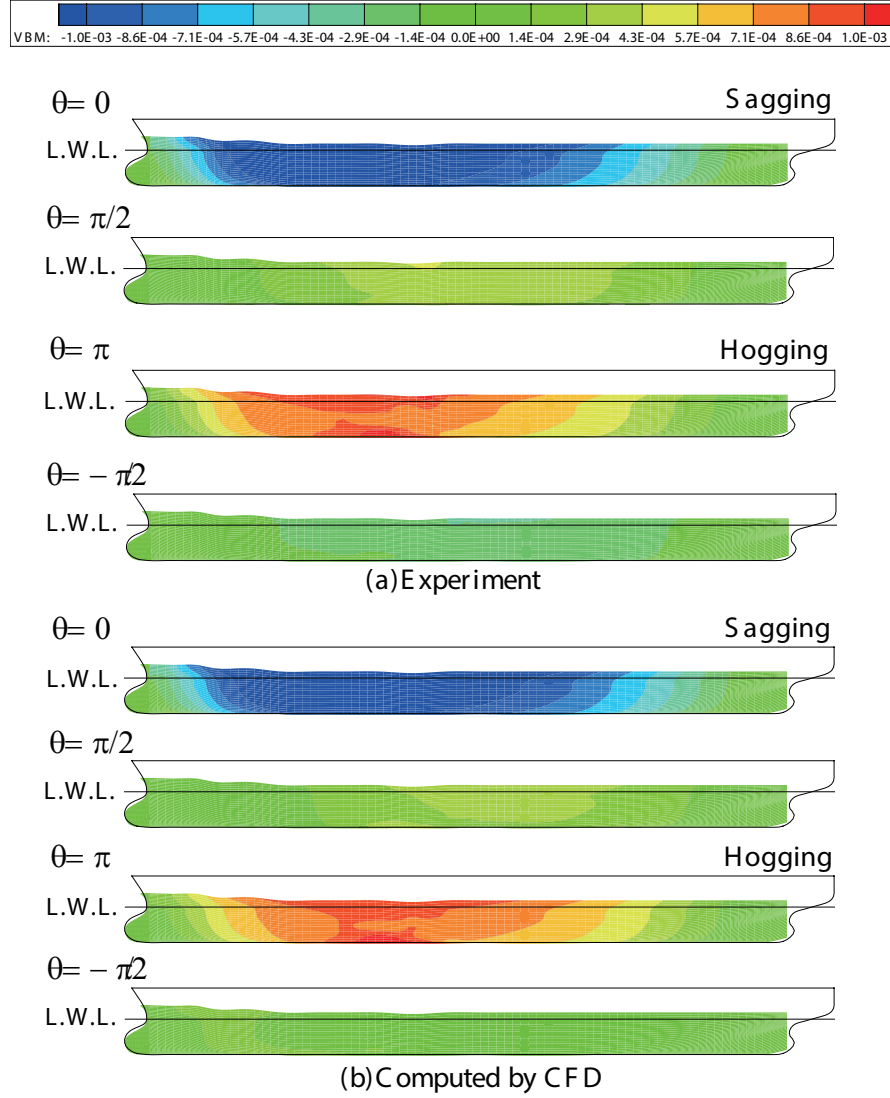 VBM: -1.0E-03 -8.6E-04 -7.1E-04 -5.7E-04 -4.3E-04 -2.9E-04 -1.4E-04 0.0E+00 1.4E-04 2.9E-04 4.3E-04 5.7E-04 7.1E-04 8.6E-04 1.0E-03
θ= 0 Sagging
L.W.L.
θ= π/2
L.W.L.
θ= π Hogging
L.W.L.
θ= − π/2
L.W.L.
(a)Experiment
θ= 0 Sagging
L.W.L.
θ= π/2
L.W.L.
θ= π Hogging
L.W.L.
θ= − π/2
L.W.L.
(b)Computed by CFD